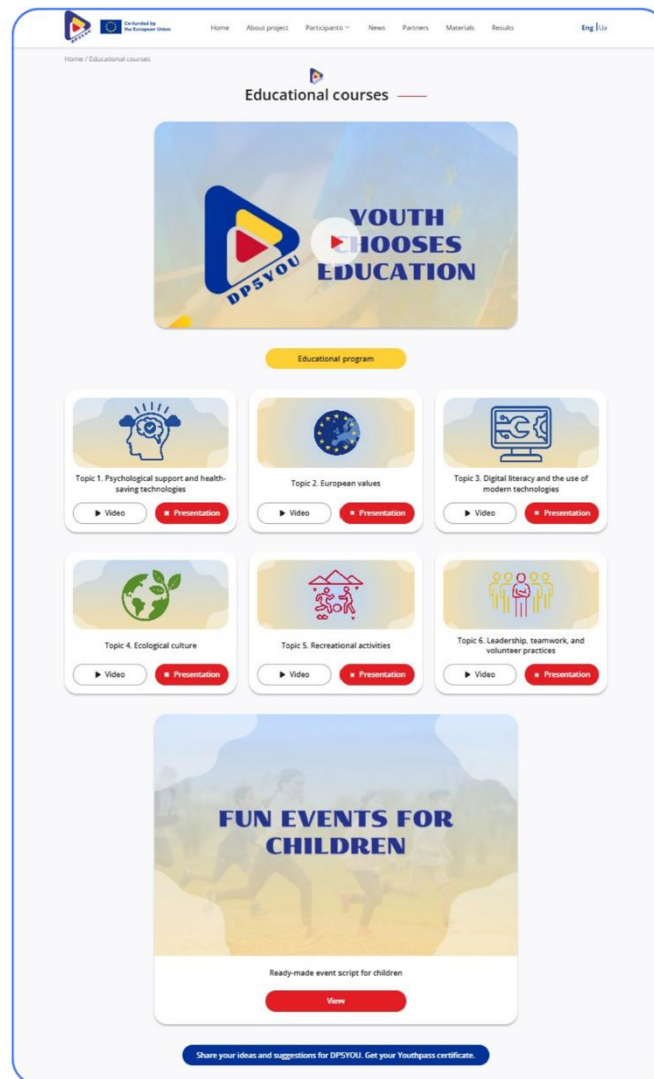 DP5YOU
Co-funded by
the European Union
Home
About project
Participants
News
Partners
Materials
Results
Eng | Ua
Home / Educational courses
Educational courses
YOUTH
CHOOSES
EDUCATION
DP5YOU
Educational program
Topic 1. Psychological support and health-
saving technologies
Video
Presentation
Topic 2. European values
Video
Presentation
Topic 3. Digital literacy and the use of
modern technologies
Video
Presentation
Topic 4. Ecological culture
Video
Presentation
Topic 5. Recreational activities
Video
Presentation
Topic 6. Leadership, teamwork, and
volunteer practices
Video
Presentation
FUN EVENTS FOR
CHILDREN
Ready-made event script for children
View
Share your ideas and suggestions for DP5YOU. Get your Youthpass certificate.